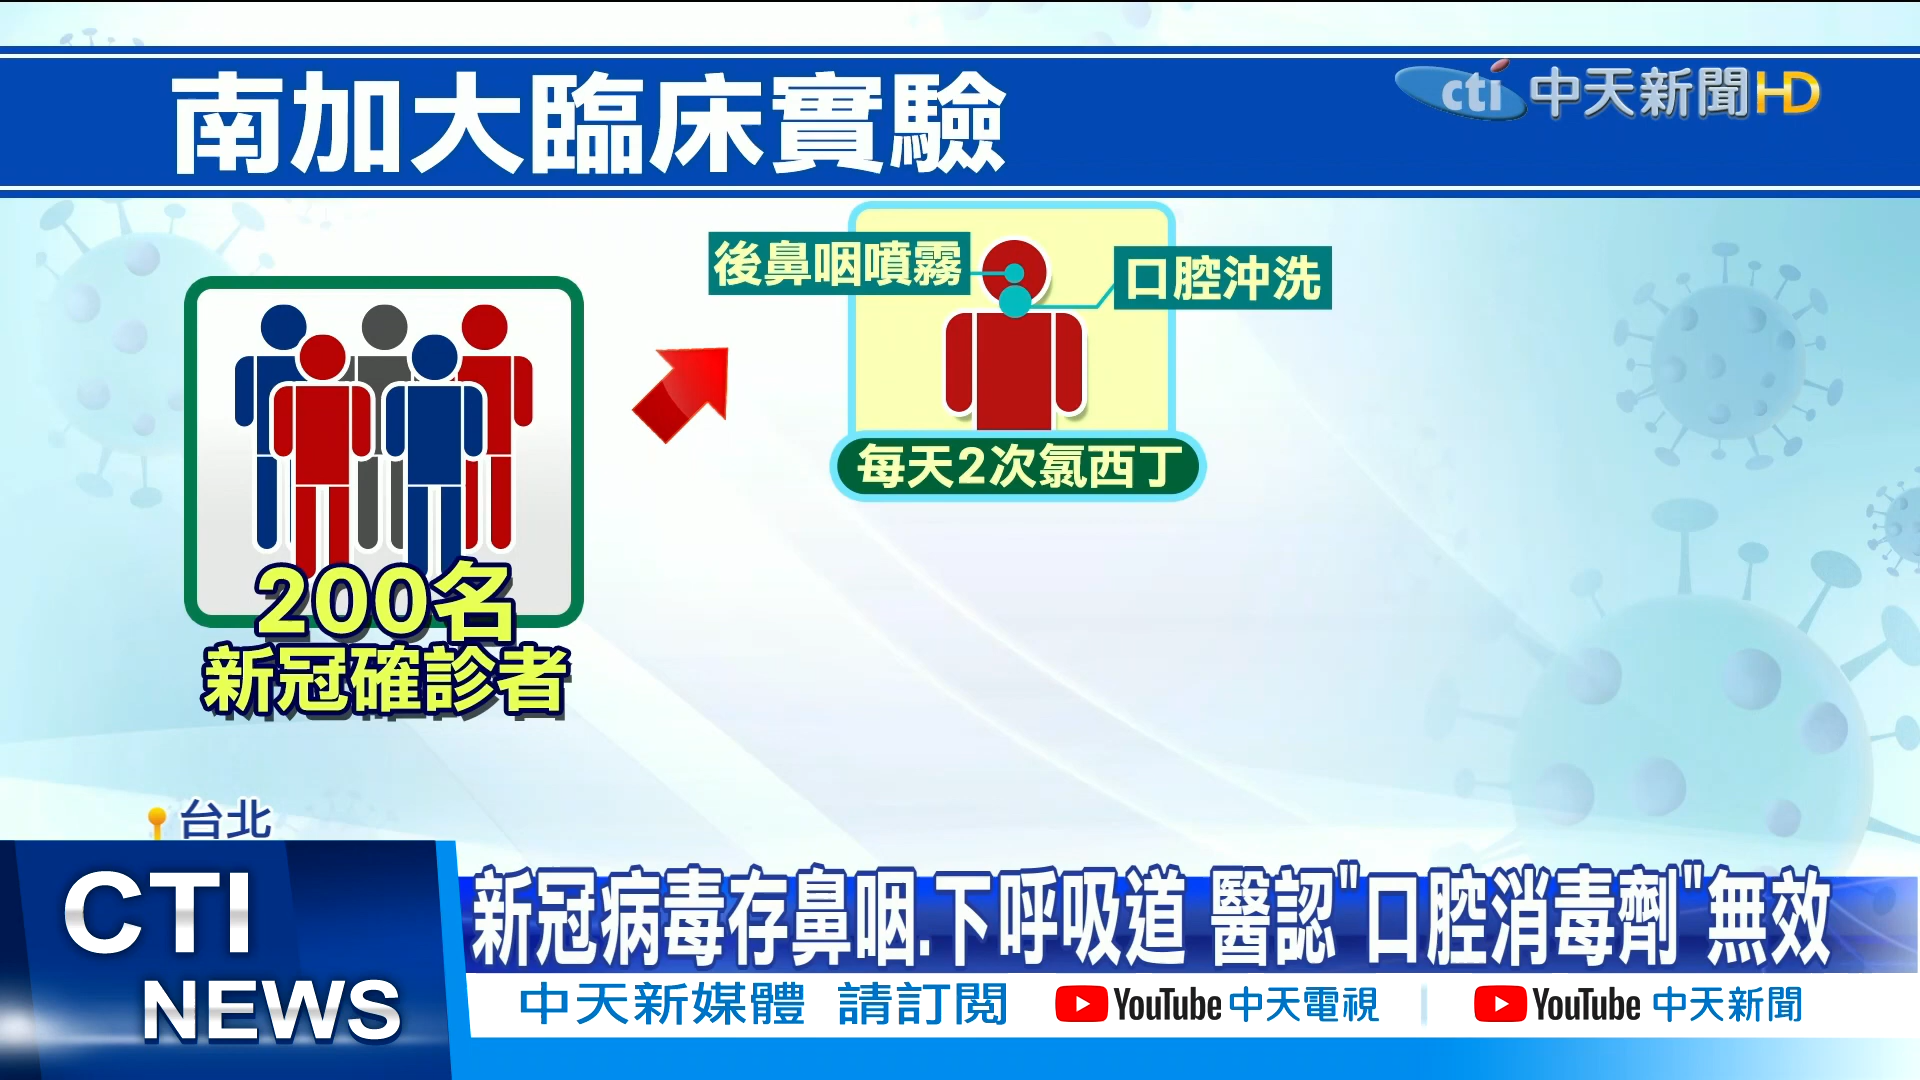 南加大臨床實驗
cti 中天新聞HD
後鼻咽噴霧
口腔沖洗
每天2次氯西丁
200名
新冠確診者
台北
CTI NEWS
新冠病毒存鼻咽.下呼吸道 醫認"口腔消毒劑"無效
中天新媒體 請訂閱 YouTube 中天電視 | YouTube 中天新聞